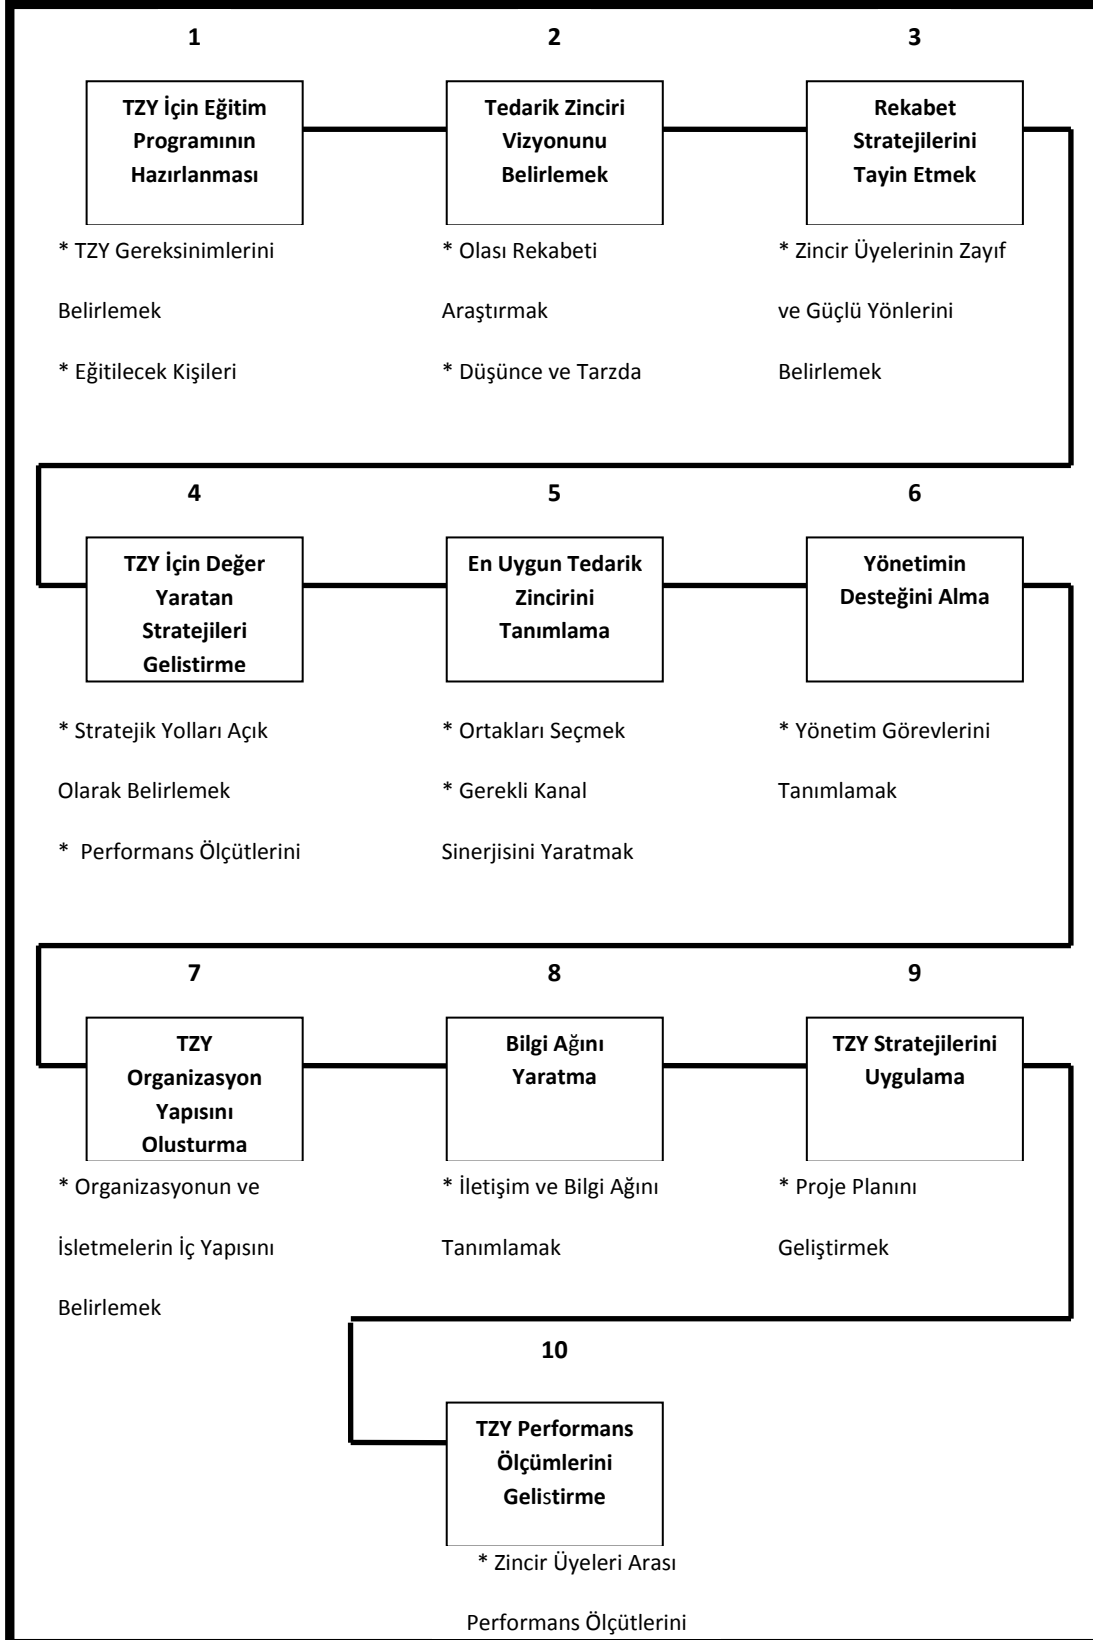 1
TZY İçin Eğitim
Programının
Hazırlanması
* TZY Gereksinimlerini
Belirlemek
* Eğitilecek Kişileri
2
Tedarik Zinciri
Vizyonunu
Belirlemek
* Olası Rekabeti
Araştırmak
* Düşünce ve Tarzda
3
Rekabet
Stratejilerini
Tayin Etmek
* Zincir Üyelerinin Zayıf
ve Güçlü Yönlerini
Belirlemek
4
TZY İçin Değer
Yaratan
Stratejileri
Gelistirme
* Stratejik Yolları Açık
Olarak Belirlemek
* Performans Ölçütlerini
5
En Uygun Tedarik
Zincirini
Tanımlama
* Ortakları Seçmek
* Gerekli Kanal
Sinerjisini Yaratmak
6
Yönetimin
Desteğini Alma
* Yönetim Görevlerini
Tanımlamak
7
TZY
Organizasyon
Yapısını
Olusturma
* Organizasyonun ve
İsletmelerin İç Yapısını
Belirlemek
8
Bilgi Ağını
Yaratma
* İletişim ve Bilgi Ağını
Tanımlamak
9
TZY Stratejilerini
Uygulama
* Proje Planını
Geliştirmek
10
TZY Performans
Ölçümlerini
Gelistirme
* Zincir Üyeleri Arası
Performans Ölçütlerini